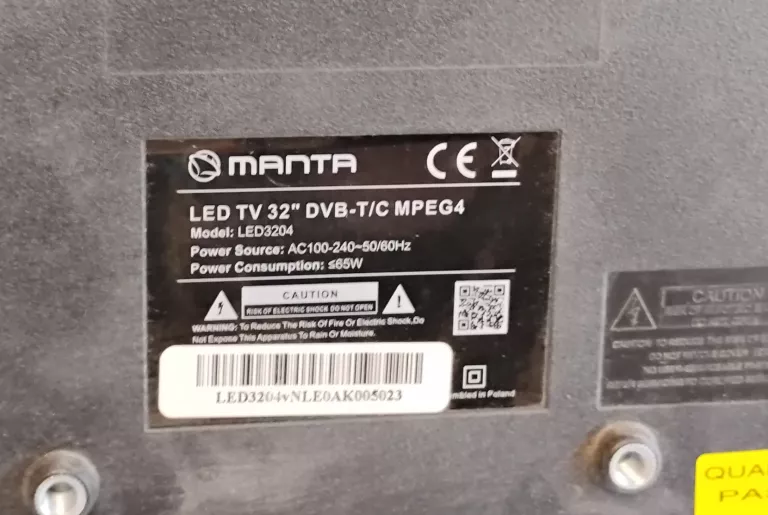 MANTA CE
LED TV 32" DVB-T/C MPEG4
Model: LED3204
Power Source: AC100-240~50/60Hz
Power Consumption: ≤65W
CAUTION
RISK OF ELECTRIC SHOCK DO NOT OPEN
WARNING: To Reduce The Risk Of Fire Or Electric Shock,Do
Not Expose This Apparatus To Rain Or Moisture.
LED3204vNLE0AK005023
mbled in Poland
CAUTION
QUA
PA